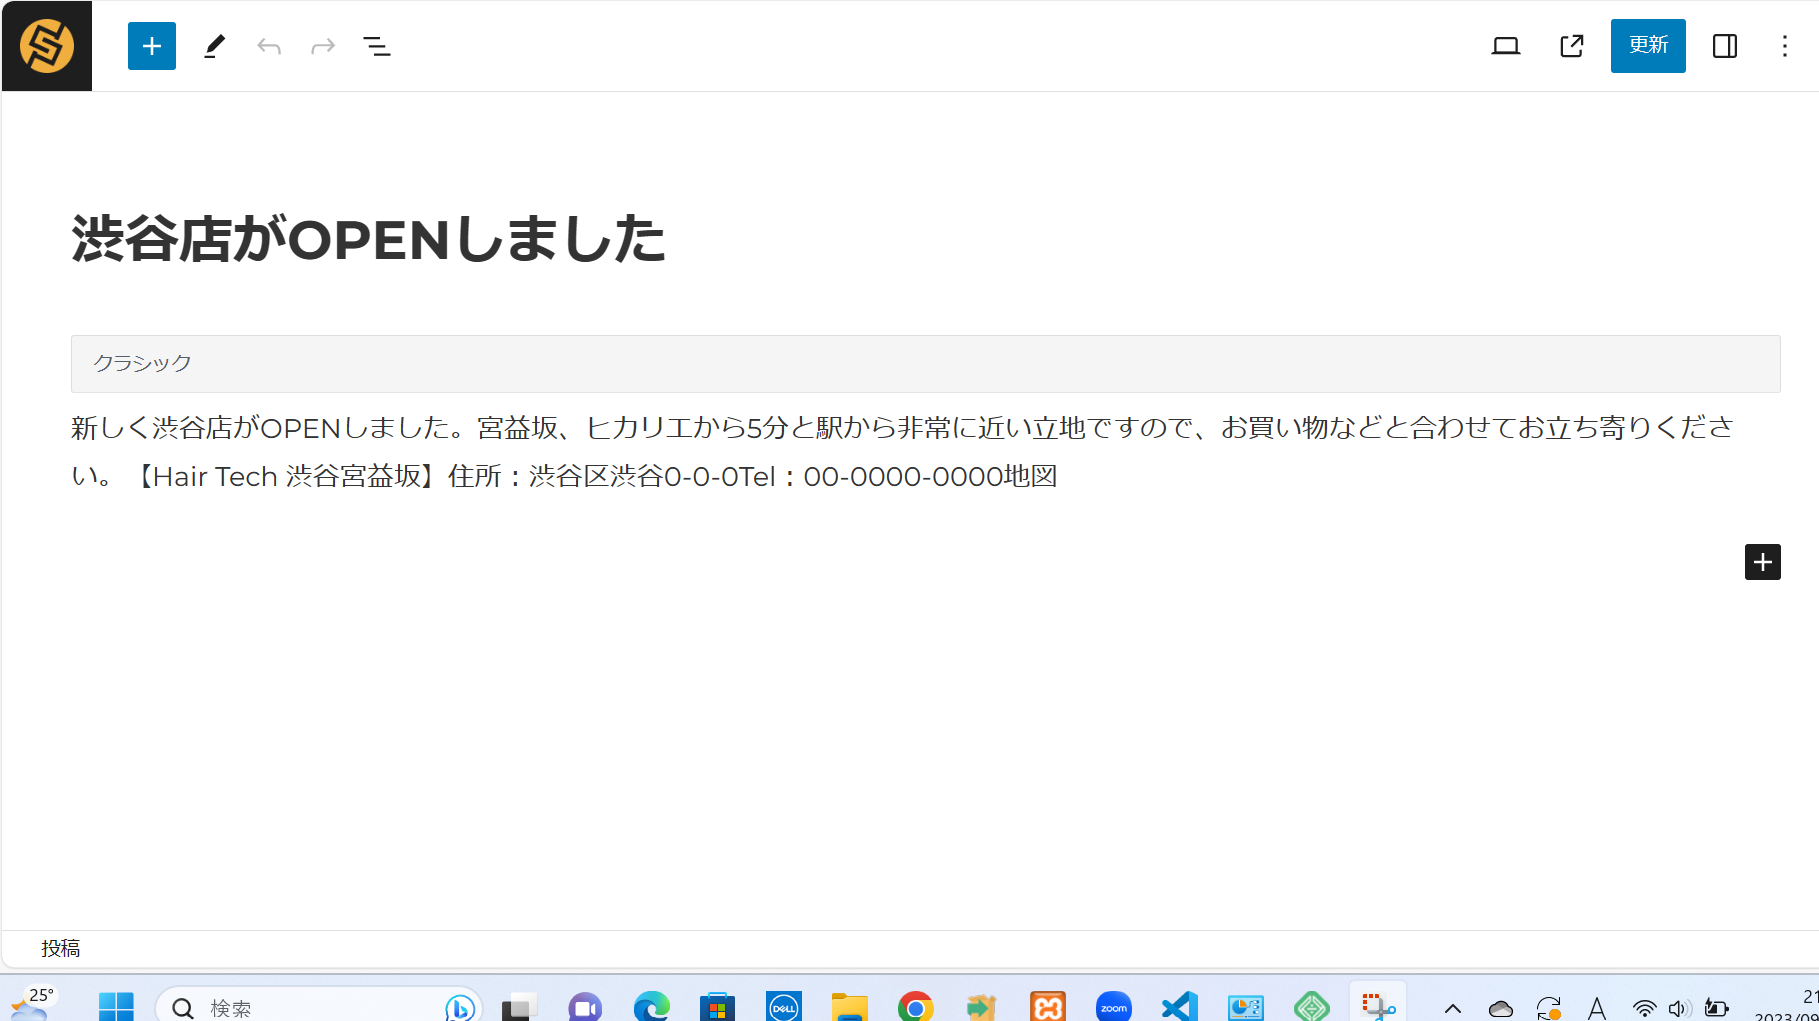 更新
渋谷店がOPENしました
クラシック
新しく渋谷店がOPENしました。宮益坂、ヒカリエから5分と駅から非常に近い立地ですので、お買い物などと合わせてお立ち寄りくださ
い。【Hair Tech 渋谷宮益坂】住所：渋谷区渋谷0-0-0Tel：00-0000-0000地図
投稿
25°
検索
DELL
zoom
A